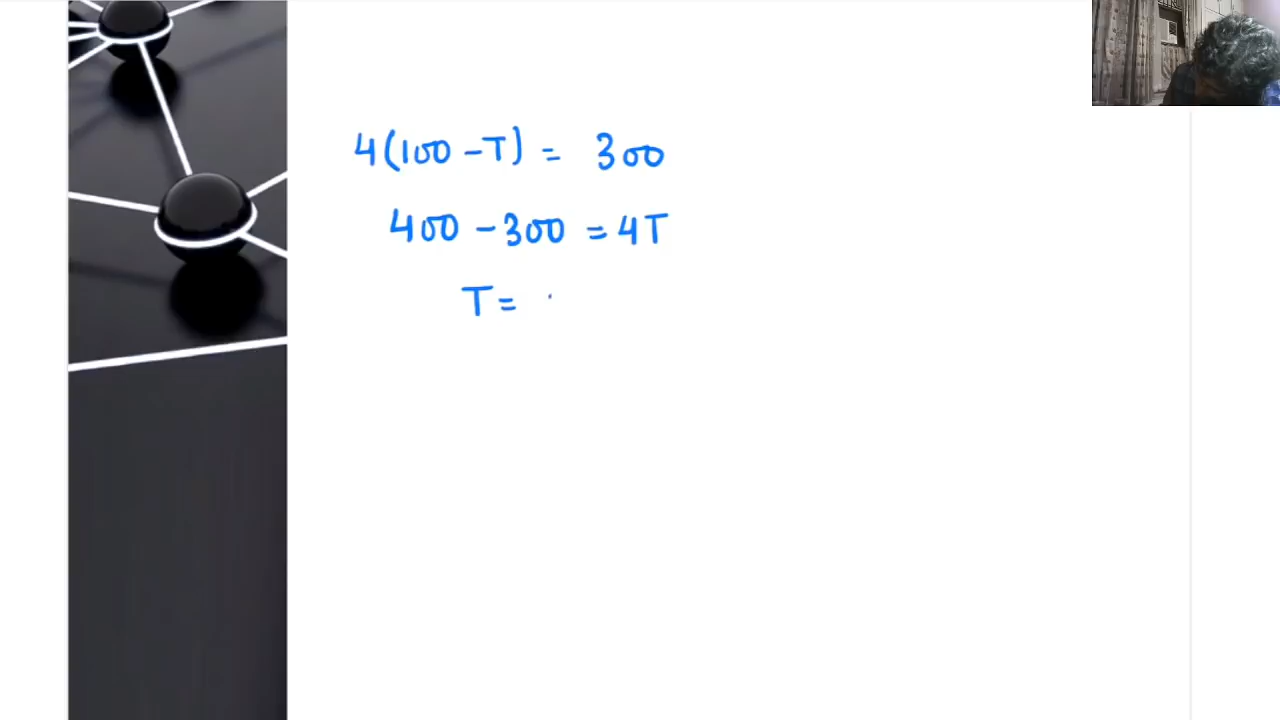 4(100 - T) = 300
400 - 300 = 4T
T =